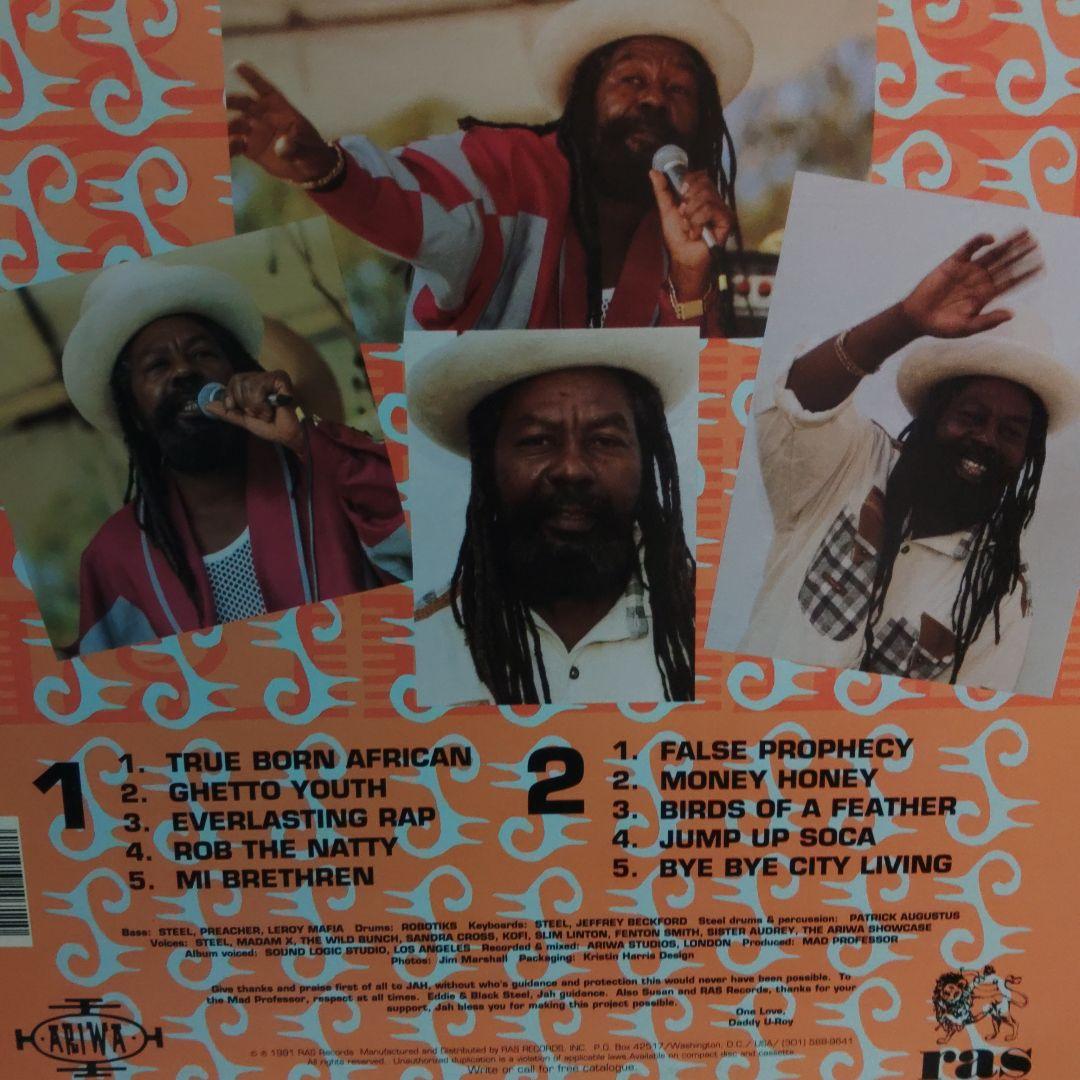 1
1. TRUE BORN AFRICAN
2. GHETTO YOUTH
3. EVERLASTING RAP
4. ROB THE NATTY
5. MI BRETHREN
2
1. FALSE PROPHECY
2. MONEY HONEY
3. BIRDS OF A FEATHER
4. JUMP UP SOCA
5. BYE BYE CITY LIVING
Bass: STEEL, PREACHER, LEROY MAFIA Drums: ROBOTIKS Keyboards: STEEL, JEFFREY BECKFORD Steel drums & percussion: PATRICK AUGUSTUS
Voices: STEEL, MADAM X, THE WILD BUNCH, SANDRA CROSS, KOFI, SLIM LINTON, FENTON SMITH, SISTER AUDREY, THE ARIWA SHOWCASE
Album voiced: SOUND LOGIC STUDIO, LOS ANGELES Recorded & mixed: ARIWA STUDIOS, LONDON Produced: MAD PROFESSOR
Photos: Jim Marshall Packaging: Kristin Harris Design
Give thanks and praise first of all to JAH, without who's guidance and protection this would never have been possible. To
the Mad Professor, respect at all times. Eddie & Black Steel, Jah guidance. Also Susan and RAS Records, thanks for your
support, Jah bless you for making this project possible.
One Love,
Daddy U-Roy
ARIWA
© ℗ 1991 RAS Records Manufactured and Distributed by RAS RECORDS, INC. P.O. Box 42517/Washington, D.C./ USA/ (301) 588-9641
All rights reserved. Unauthorized duplication is a violation of applicable laws. Available on compact disc and cassette.
Write or call for free catalogue.
ras